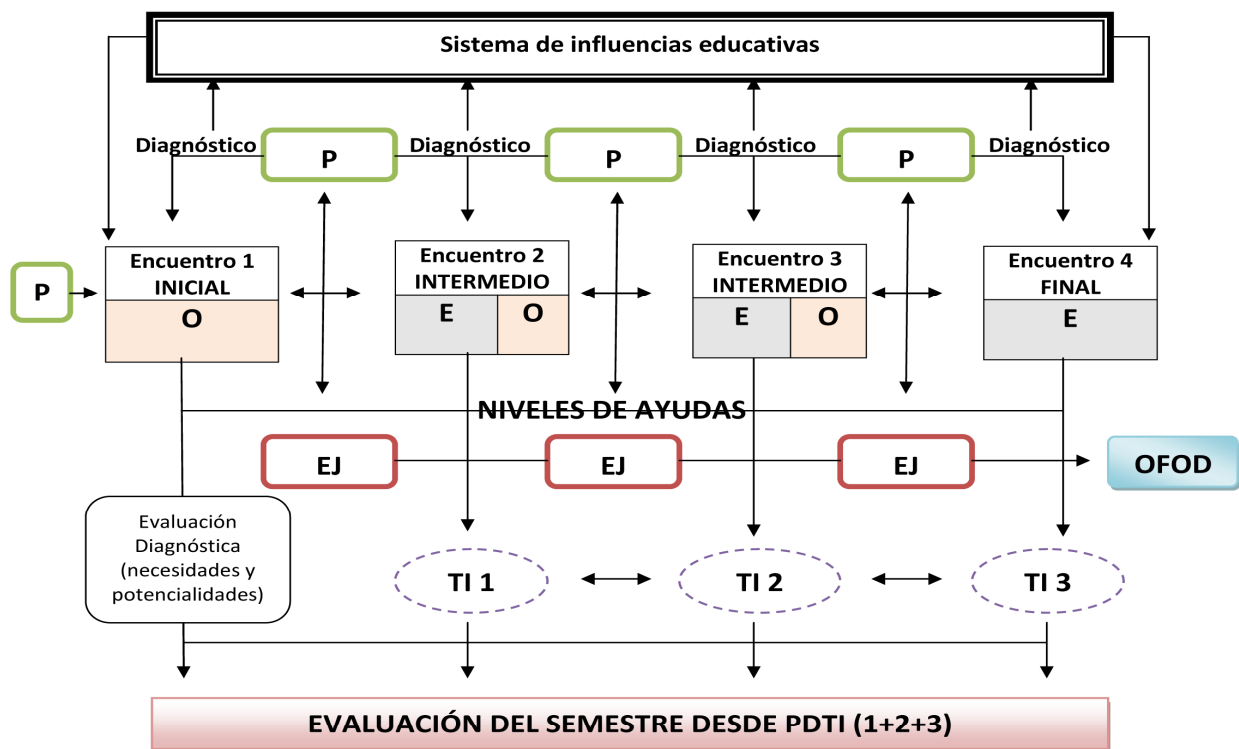 Sistema de influencias educativas
Diagnóstico
P
Diagnóstico
P
Diagnóstico
P
Diagnóstico
P
Encuentro 1
INICIAL
O
Encuentro 2
INTERMEDIO
E
O
Encuentro 3
INTERMEDIO
E
O
Encuentro 4
FINAL
E
NIVELES DE AYUDAS
EJ
EJ
EJ
OFOD
Evaluación
Diagnóstica
(necesidades y
potencialidades)
TI 1
TI 2
TI 3
EVALUACIÓN DEL SEMESTRE DESDE PDTI (1+2+3)